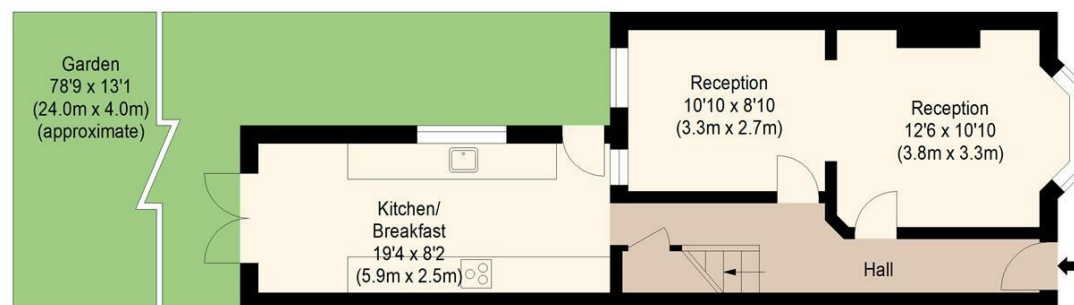 Garden
78'9 x 13'1
(24.0m x 4.0m)
(approximate)
Kitchen/
Breakfast
19'4 x 8'2
(5.9m x 2.5m)
Reception
10'10 x 8'10
(3.3m x 2.7m)
Reception
12'6 x 10'10
(3.8m x 3.3m)
Hall